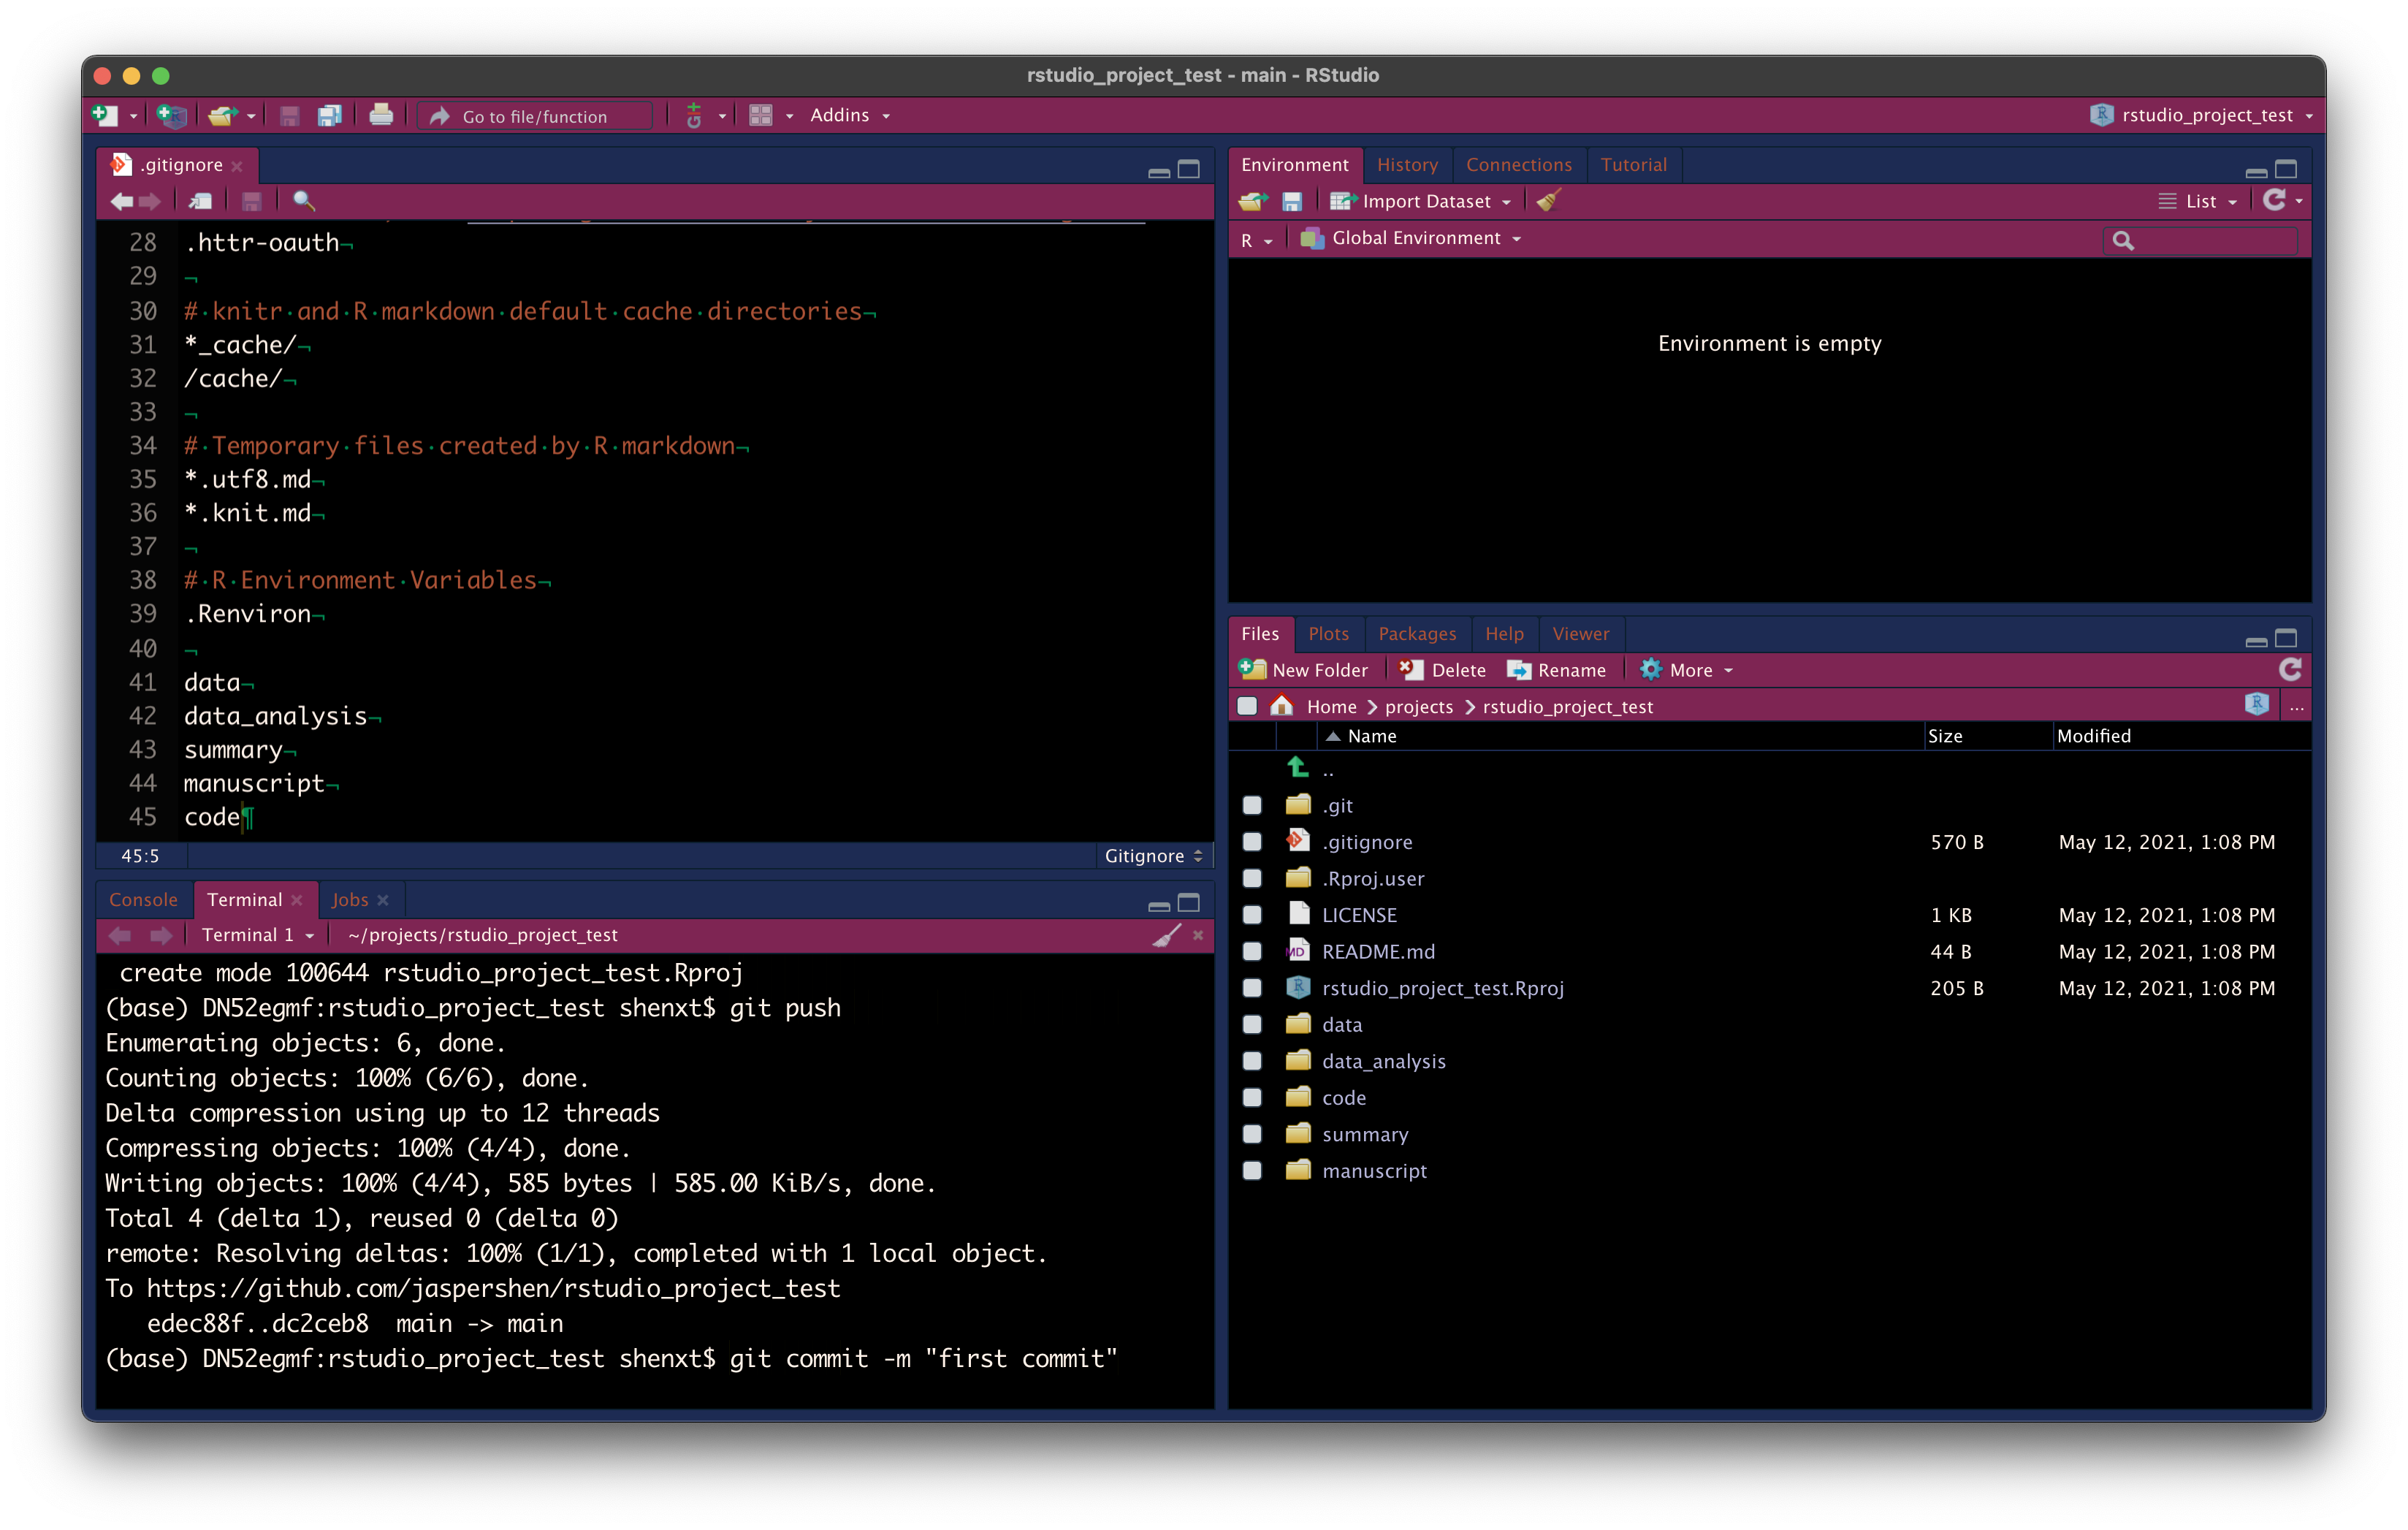 rstudio_project_test - main - RStudio
Go to file/function
Git
Addins
rstudio_project_test
.gitignore
28 .httr-oauth¬
29 ¬
30 #·knitr·and·R·markdown·default·cache·directories¬
31 *_cache/¬
32 /cache/¬
33 ¬
34 #·Temporary·files·created·by·R·markdown¬
35 *.utf8.md¬
36 *.knit.md¬
37 ¬
38 #·R·Environment·Variables¬
39 .Renviron¬
40 ¬
41 data¬
42 data_analysis¬
43 summary¬
44 manuscript¬
45 code¶
45:5 Gitignore
Console Terminal Jobs
Terminal 1 ~/projects/rstudio_project_test
create mode 100644 rstudio_project_test.Rproj
(base) DN52egmf:rstudio_project_test shenxt$ git push
Enumerating objects: 6, done.
Counting objects: 100% (6/6), done.
Delta compression using up to 12 threads
Compressing objects: 100% (4/4), done.
Writing objects: 100% (4/4), 585 bytes | 585.00 KiB/s, done.
Total 4 (delta 1), reused 0 (delta 0)
remote: Resolving deltas: 100% (1/1), completed with 1 local object.
To https://github.com/jaspershen/rstudio_project_test
edec88f..dc2ceb8  main -> main
(base) DN52egmf:rstudio_project_test shenxt$ git commit -m "first commit"
Environment History Connections Tutorial
Import Dataset List
R Global Environment
Environment is empty
Files Plots Packages Help Viewer
New Folder Delete Rename More
Home projects rstudio_project_test R ...
Name Size Modified
..
.git
.gitignore 570 B May 12, 2021, 1:08 PM
.Rproj.user
LICENSE 1 KB May 12, 2021, 1:08 PM
MD README.md 44 B May 12, 2021, 1:08 PM
R rstudio_project_test.Rproj 205 B May 12, 2021, 1:08 PM
data
data_analysis
code
summary
manuscript